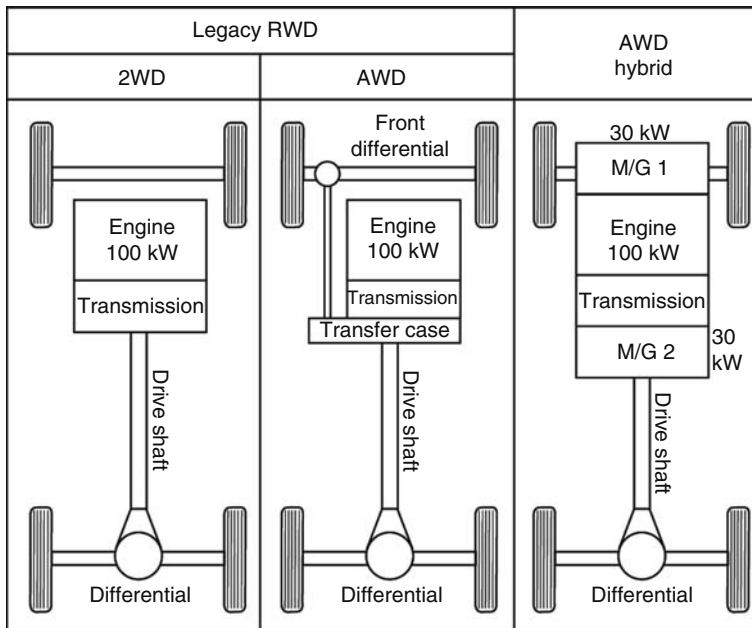 Legacy RWD
AWD
hybrid
2WD
AWD
Engine
100 kW
Transmission
Drive shaft
Differential
Front
differential
Engine
100 kW
Transmission
Transfer case
Drive shaft
Differential
30 kW
M/G 1
Engine
100 kW
Transmission
M/G 2
30
kW
Drive shaft
Differential